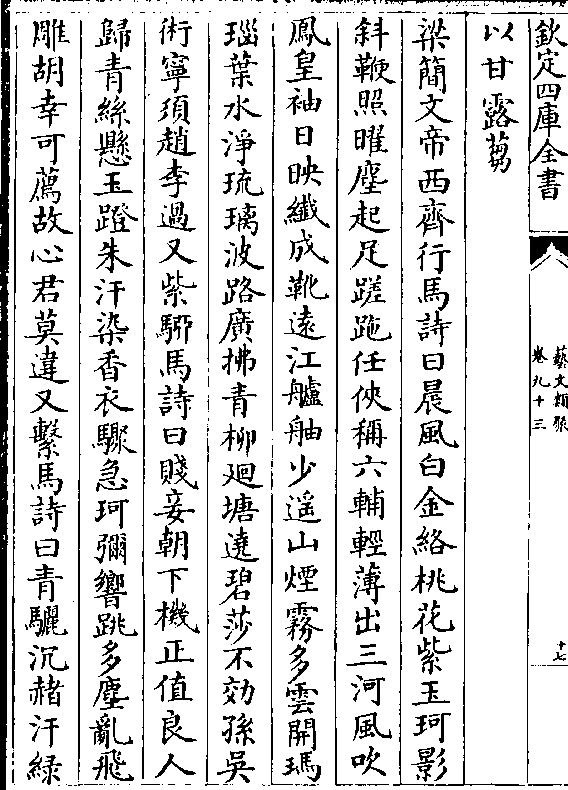 欽定四庫全書
藝文類聚
卷九十三
十七
以甘露蒭
梁簡文帝西齊行馬詩曰晨風白金絡桃花紫玉珂影
斜鞭照曜塵起足蹉跎任俠稱六輔輕薄出三河風吹
鳳皇袖日映纖成靴遠江艫舳少遥山煙霧多雲開瑪
瑙葉水淨琉璃波路廣拂青柳廻塘遶碧莎不効孫吳
術寧須趙李過又紫騮馬詩曰賤妾朝下機正值良人
歸青絲懸玉蹬朱汗染香衣驟急珂彌響跳多塵亂飛
雕胡幸可薦故心君莫違又繫馬詩曰青驪沉赭汗緑